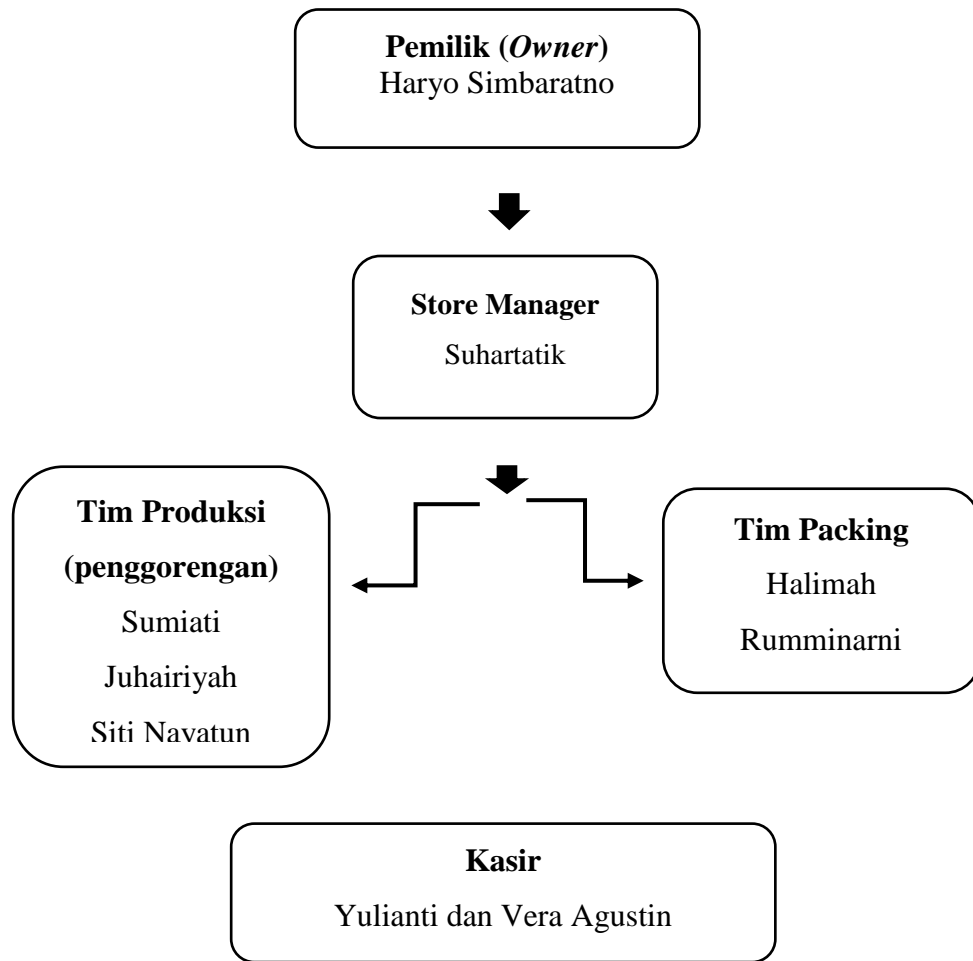 Pemilik (Owner)
Haryo Simbaratno
Store Manager
Suhartatik
Tim Produksi
(penggorengan)
Sumiati
Juhairiyah
Siti
Tim Packing
Halimah
Rumminarni
Kasir
Yulianti dan Vera Agustin